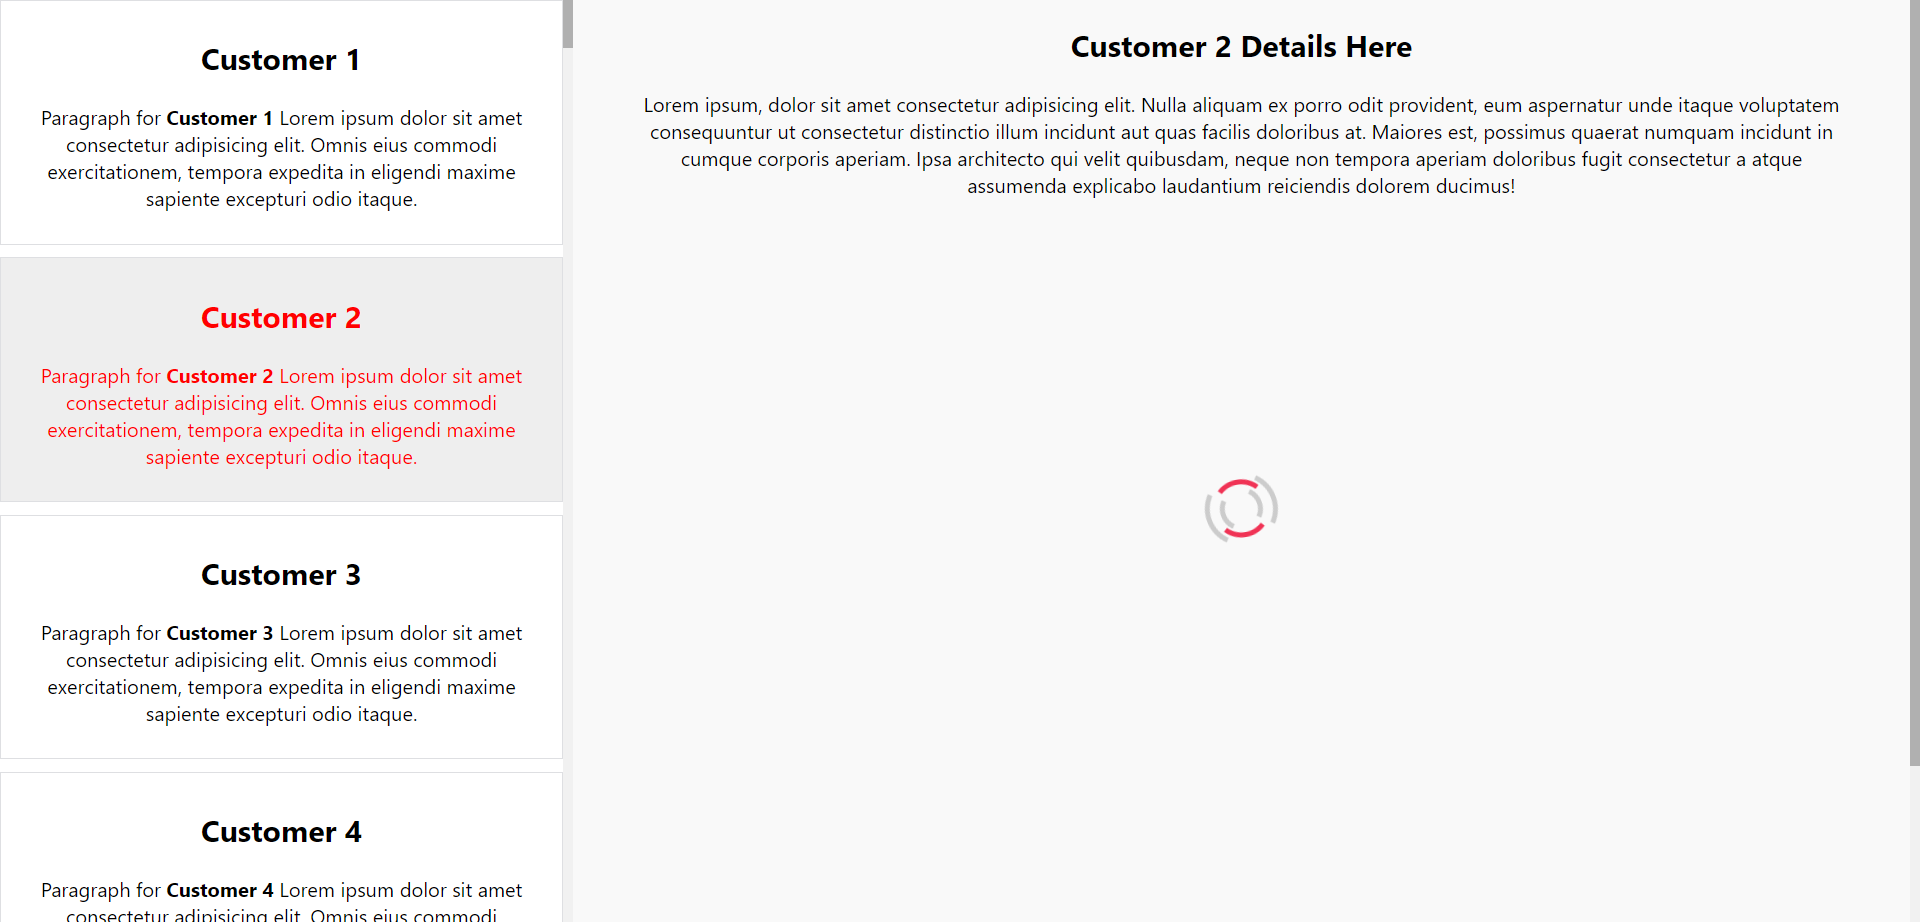 Customer 1
Paragraph for Customer 1 Lorem ipsum dolor sit amet
consectetur adipisicing elit. Omnis eius commodi
exercitationem, tempora expedita in eligendi maxime
sapiente excepturi odio itaque.
Customer 2
Paragraph for Customer 2 Lorem ipsum dolor sit amet
consectetur adipisicing elit. Omnis eius commodi
exercitationem, tempora expedita in eligendi maxime
sapiente excepturi odio itaque.
Customer 3
Paragraph for Customer 3 Lorem ipsum dolor sit amet
consectetur adipisicing elit. Omnis eius commodi
exercitationem, tempora expedita in eligendi maxime
sapiente excepturi odio itaque.
Customer 4
Paragraph for Customer 4 Lorem ipsum dolor sit amet
consectetur adipisicing elit. Omnis eius commodi
Customer 2 Details Here
Lorem ipsum, dolor sit amet consectetur adipisicing elit. Nulla aliquam ex porro odit provident, eum aspernatur unde itaque voluptatem
consequuntur ut consectetur distinctio illum incidunt aut quas facilis doloribus at. Maiores est, possimus quaerat numquam incidunt in
cumque corporis aperiam. Ipsa architecto qui velit quibusdam, neque non tempora aperiam doloribus fugit consectetur a atque
assumenda explicabo laudantium reiciendis dolorem ducimus!